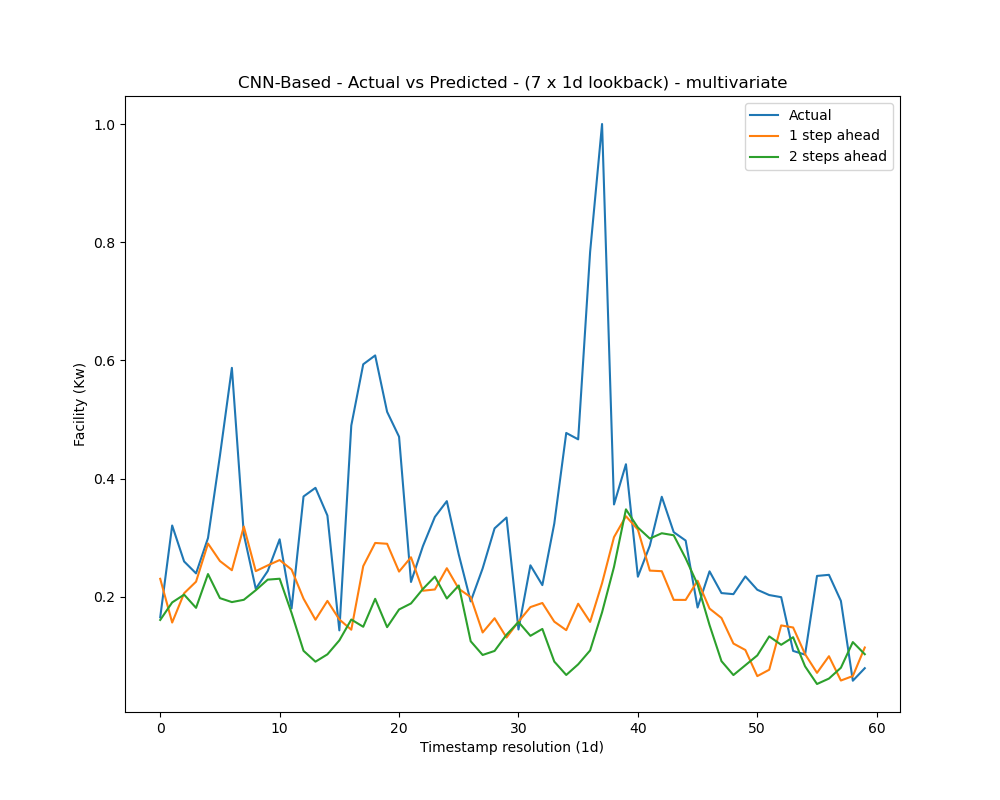 CNN-Based - Actual vs Predicted - (7 x 1d lookback) - multivariate
Actual
1 step ahead
2 steps ahead
1.0
0.8
0.6
0.4
0.2
Facility (Kw)
0 10 20 30 40 50 60
Timestamp resolution (1d)